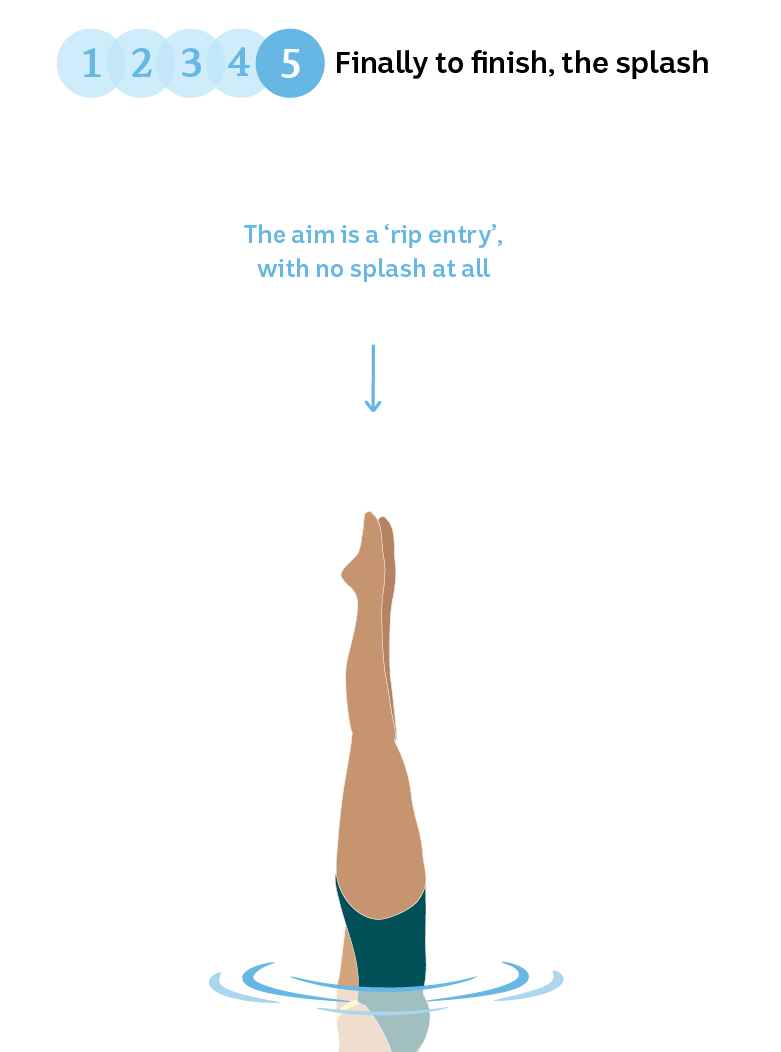 1 2 3 4 5 Finally to finish, the splash
The aim is a ‘rip entry’,
with no splash at all